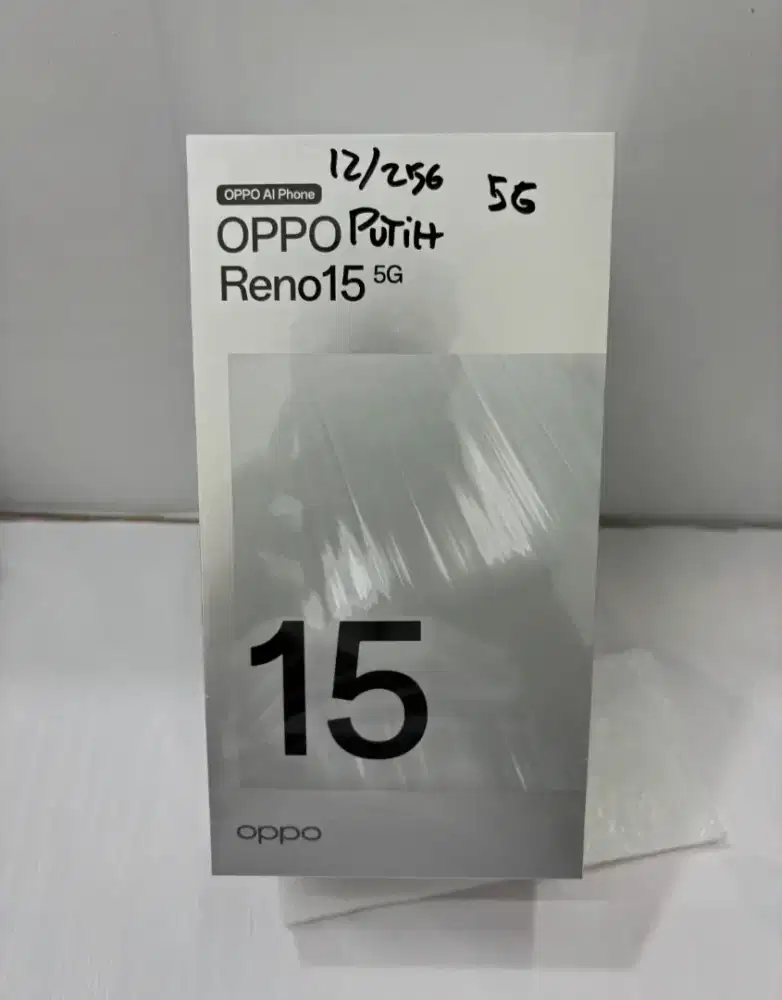 12/256
5G
OPPO AI Phone
OPPO PUTIH
Reno15 5G
15
oppo